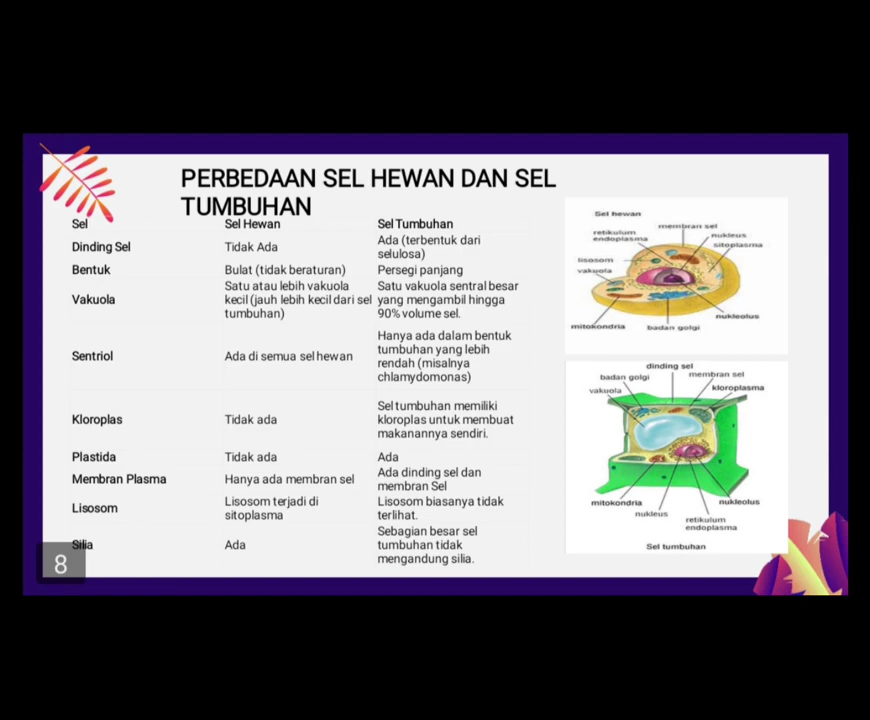 PERBEDAAN SEL HEWAN DAN SEL
TUMBUHAN
Sel Sel Hewan Sel Tumbuhan
Dinding Sel Tidak Ada Ada (terbentuk dari
selulosa)
Bentuk Bulat (tidak beraturan) Persegi panjang
Vakuola Satu atau lebih vakuola
kecil (jauh lebih kecil dari sel
tumbuhan)
Satu vakuola sentral besar
yang mengambil hingga
90% volume sel.
Sentriol Ada di semua sel hewan
Hanya ada dalam bentuk
tumbuhan yang lebih
rendah (misalnya
chlamydomonas)
Kloroplas Tidak ada
Sel tumbuhan memiliki
kloroplas untuk membuat
makanannya sendiri.
Plastida Tidak ada Ada
Membran Plasma Hanya ada membran sel
Ada dinding sel dan
membran Sel
Lisosom Lisosom terjadi di
sitoplasma
Lisosom biasanya tidak
terlihat.
Silia Ada
Sebagian besar sel
tumbuhan tidak
mengandung silia.
8
Sel hewan
membran sel
retikulum
endoplasma
nukleus
sitoplasma
lisosom
vakuola
nukleolus
mitokondria
badan golgi
dinding sel
badan golgi
membran sel
vakuola
kloroplasma
mitokondria
nukleolus
nukleus
retikulum
endoplasma
Sel tumbuhan